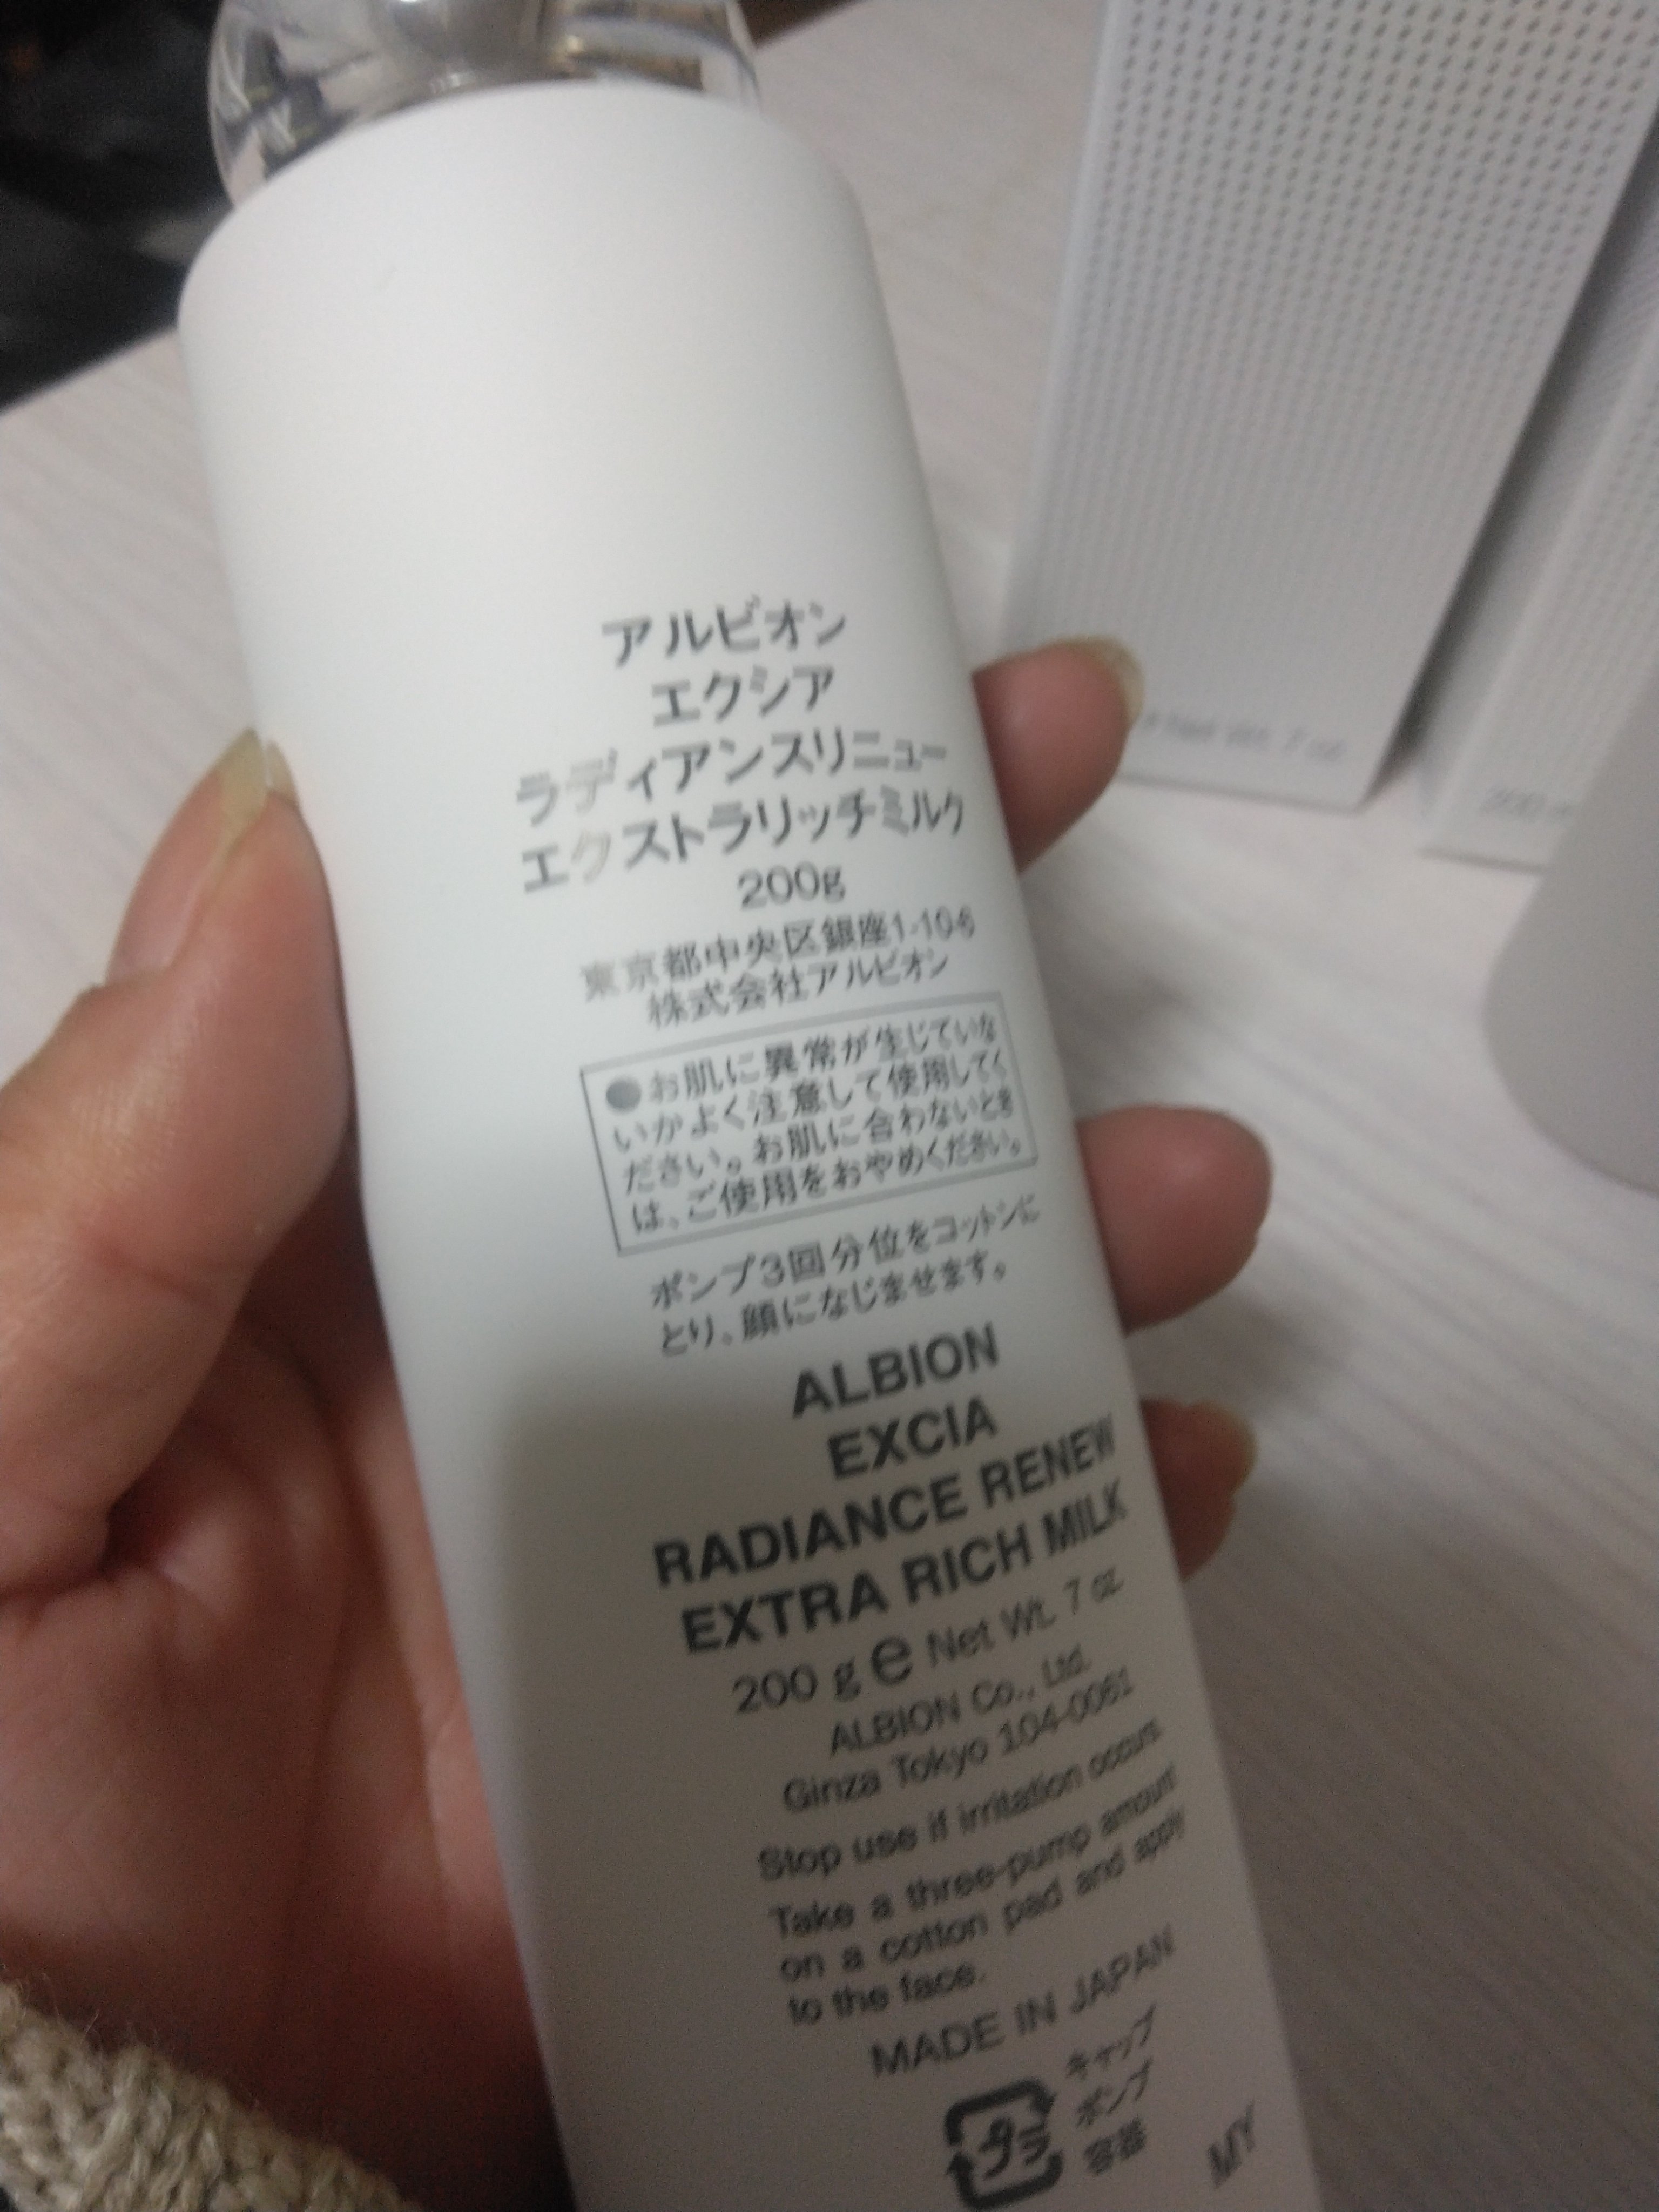 アルビオン
エクシア
ラディアンスリニュー
エクストラリッチミルク
200g
東京都中央区銀座1-10-6
株式会社アルビオン
●お肌に異常が生じていな
いかよく注意して使用してく
ださい。お肌に合わないとき
は、ご使用をおやめください。
ポンプ3回分位をコットンに
とり、顔になじませます。
ALBION
EXCIA
RADIANCE RENEW
EXTRA RICH MILK
200 g e Net Wt. 7 oz.
ALBION Co., Ltd.
Ginza Tokyo 104-0061
Stop use if irritation occurs.
Take a three-pump amount
on a cotton pad and apply
to the face.
MADE IN JAPAN
プラ
キャップ
ポンプ
容器
MY
Net Wt. 7 oz.
200